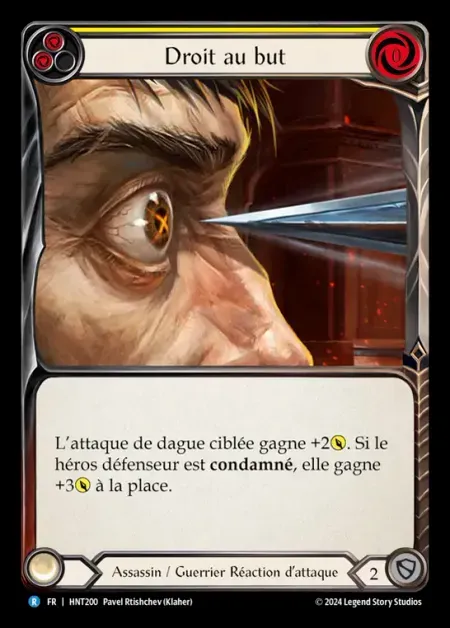 Droit au but
0
L'attaque de dague ciblée gagne +2. Si le
héros défenseur est condamné, elle gagne
+3 à la place.
Assassin / Guerrier Réaction d'attaque
2
R FR | HNT200 Pavel Rtishchev (Klaher)
© 2024 Legend Story Studios